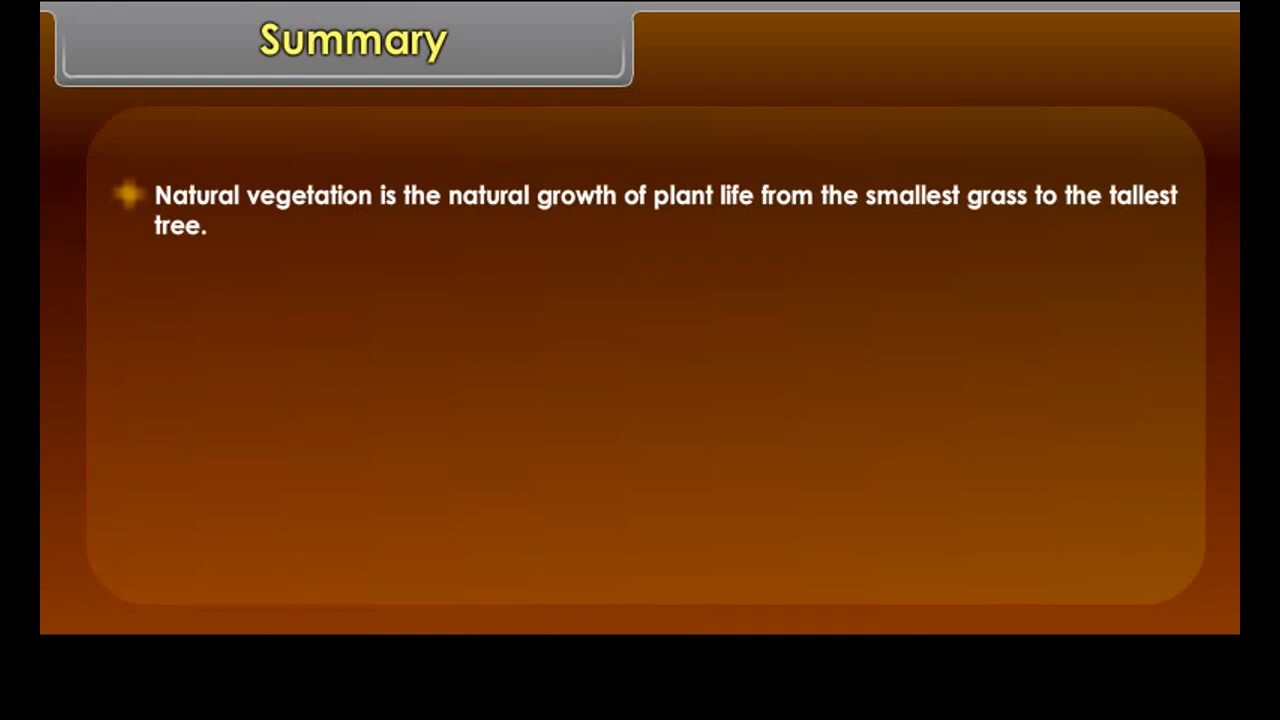 Summary
Natural vegetation is the natural growth of plant life from the smallest grass to the tallest
tree.